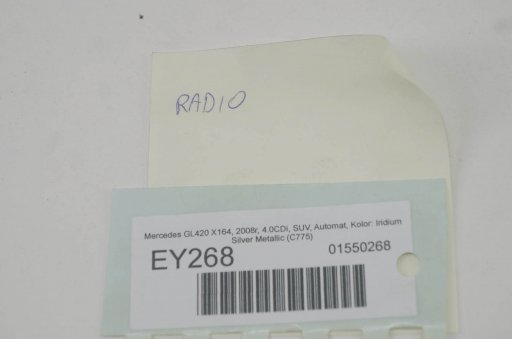 RADIO
Mercedes GL420 X164, 2008r, 4.0CDi, SUV, Automat, Kolor: Iridium
Silver Metallic (C775)
EY268
01550268